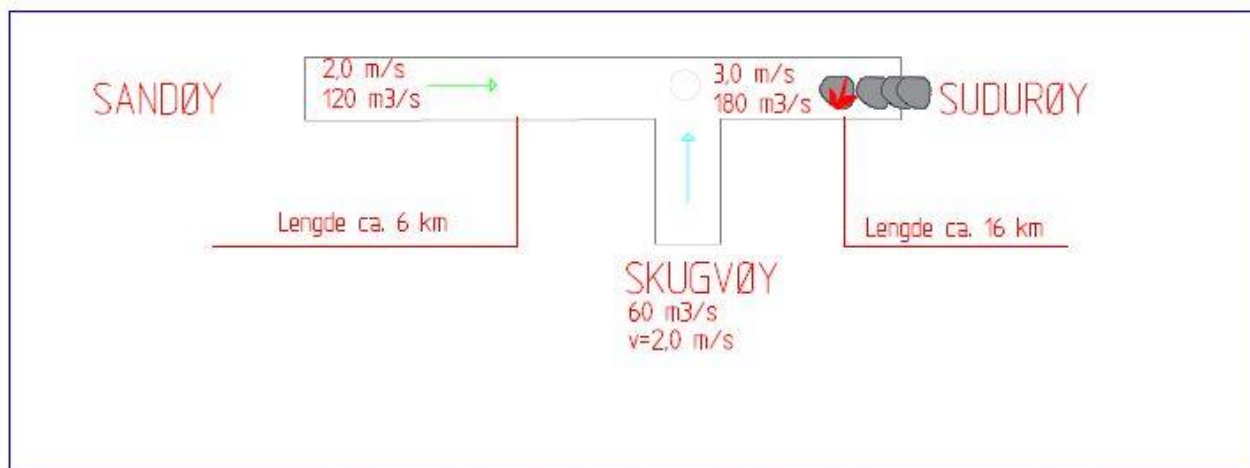 SANDØY
2,0 m/s
120 m3/s
3,0 m/s
180 m3/s
SUDURØY
Lengde ca. 6 km
Lengde ca. 16 km
SKUGVØY
60 m3/s
v=2,0 m/s